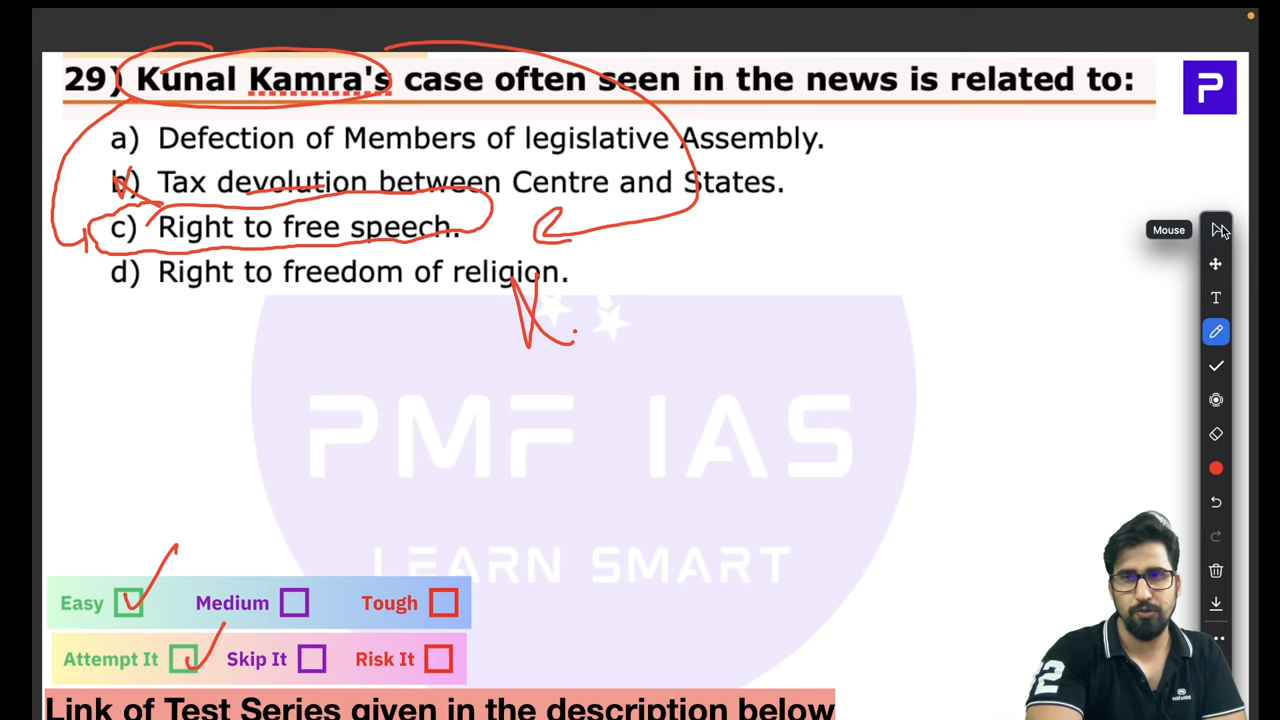 29) Kunal Kamra's case often seen in the news is related to:
P
a) Defection of Members of legislative Assembly.
b) Tax devolution between Centre and States.
c) Right to free speech.
d) Right to freedom of religion.
Mouse
T
PMF IAS
LEARN SMART
Easy Medium Tough
Attempt It Skip It Risk It
Link of Test Series given in the description below